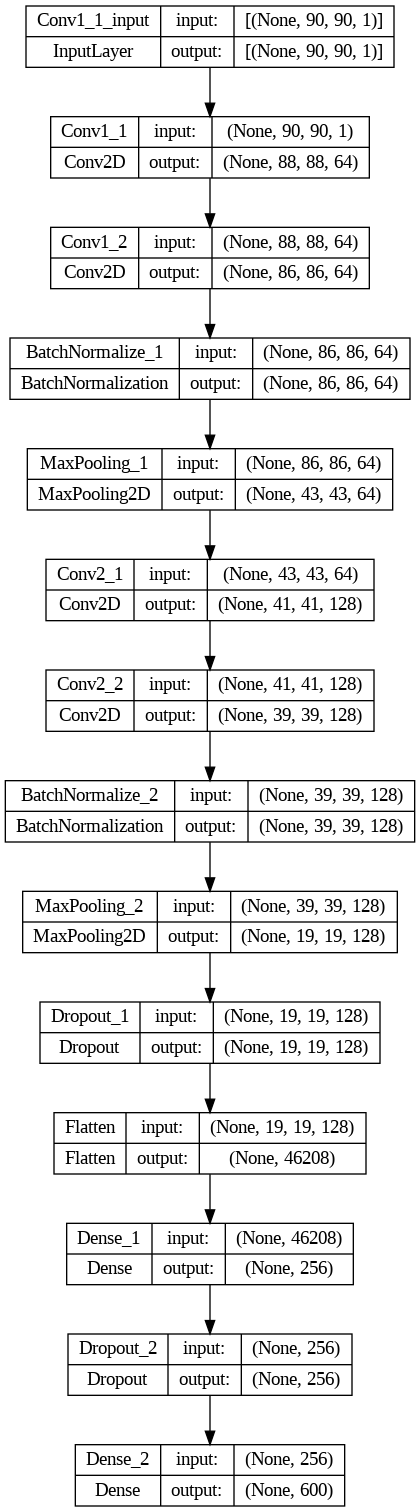 Conv1_1_input input: [(None, 90, 90, 1)]
InputLayer output: [(None, 90, 90, 1)]
Conv1_1 input: (None, 90, 90, 1)
Conv2D output: (None, 88, 88, 64)
Conv1_2 input: (None, 88, 88, 64)
Conv2D output: (None, 86, 86, 64)
BatchNormalize_1 input: (None, 86, 86, 64)
BatchNormalization output: (None, 86, 86, 64)
MaxPooling_1 input: (None, 86, 86, 64)
MaxPooling2D output: (None, 43, 43, 64)
Conv2_1 input: (None, 43, 43, 64)
Conv2D output: (None, 41, 41, 128)
Conv2_2 input: (None, 41, 41, 128)
Conv2D output: (None, 39, 39, 128)
BatchNormalize_2 input: (None, 39, 39, 128)
BatchNormalization output: (None, 39, 39, 128)
MaxPooling_2 input: (None, 39, 39, 128)
MaxPooling2D output: (None, 19, 19, 128)
Dropout_1 input: (None, 19, 19, 128)
Dropout output: (None, 19, 19, 128)
Flatten input: (None, 19, 19, 128)
Flatten output: (None, 46208)
Dense_1 input: (None, 46208)
Dense output: (None, 256)
Dropout_2 input: (None, 256)
Dropout output: (None, 256)
Dense_2 input: (None, 256)
Dense output: (None, 600)